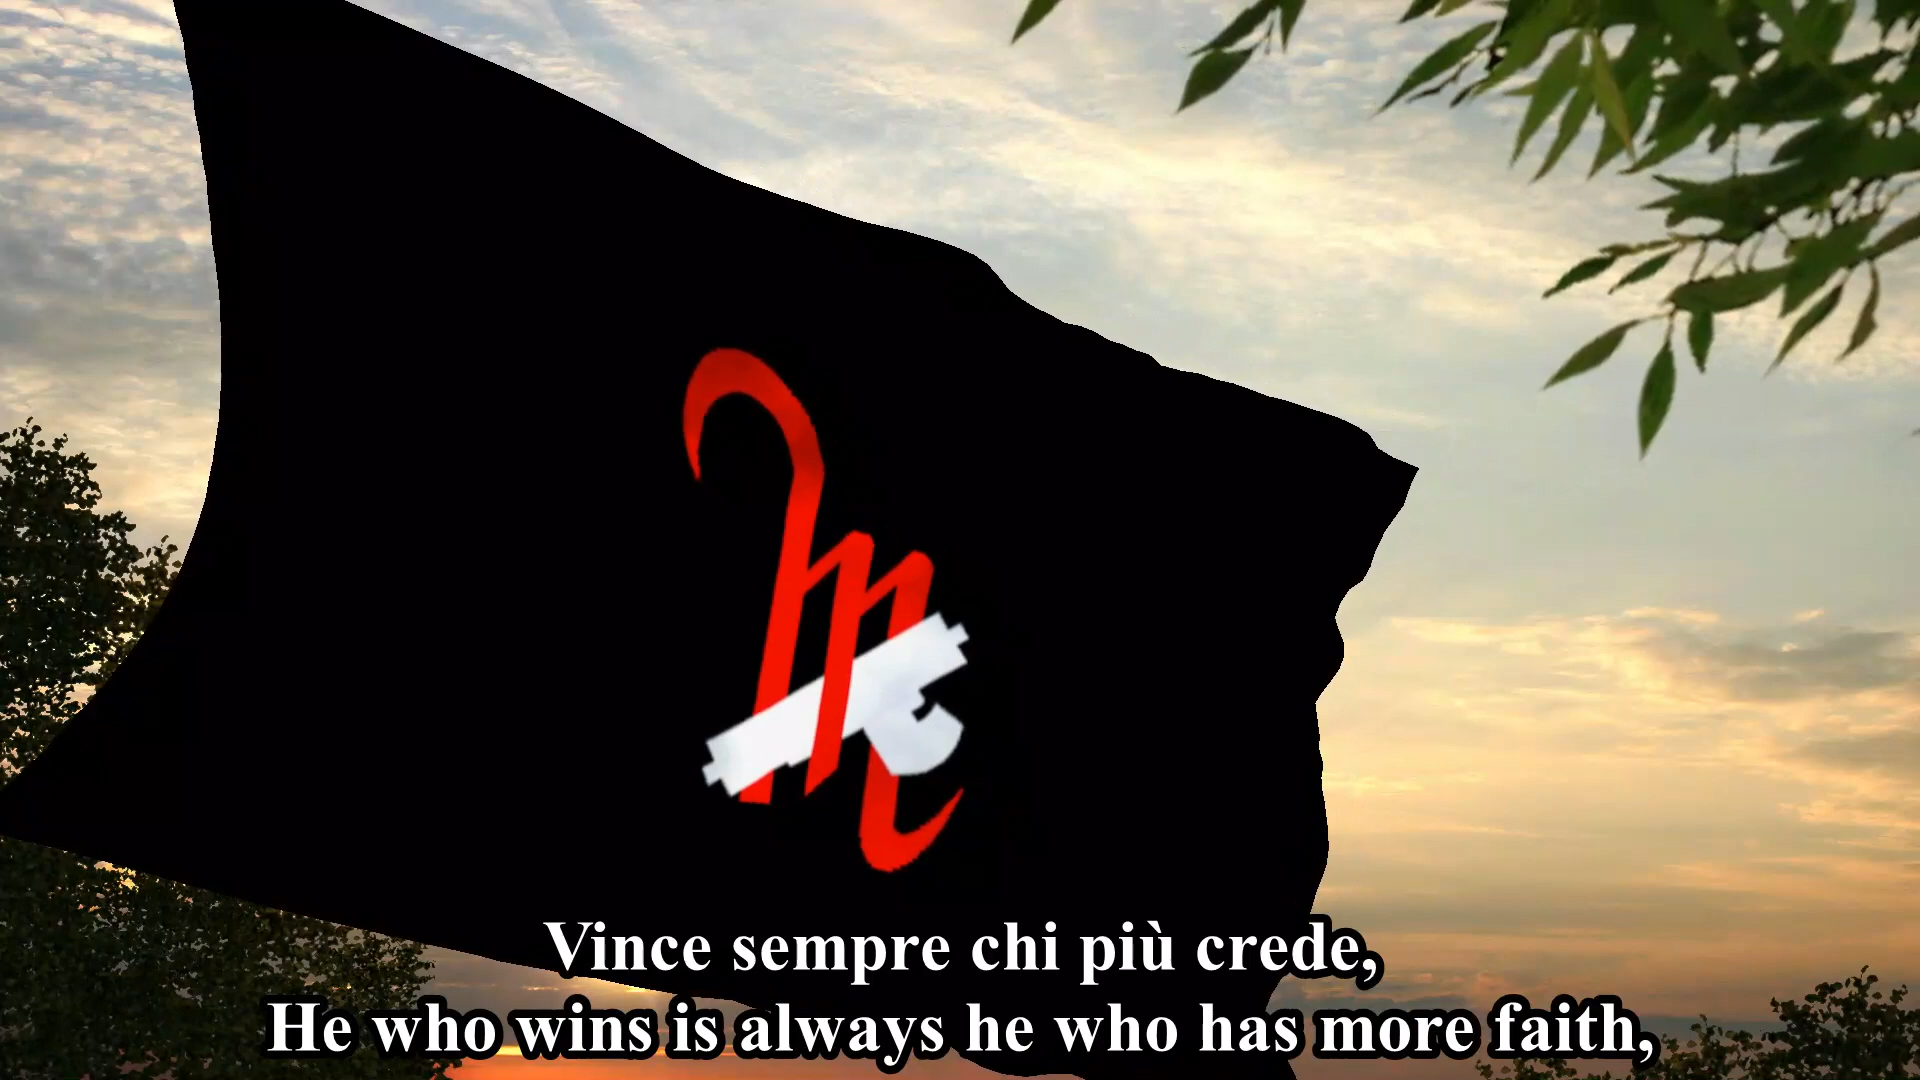 Vince sempre chi più crede,
He who wins is always he who has more faith,